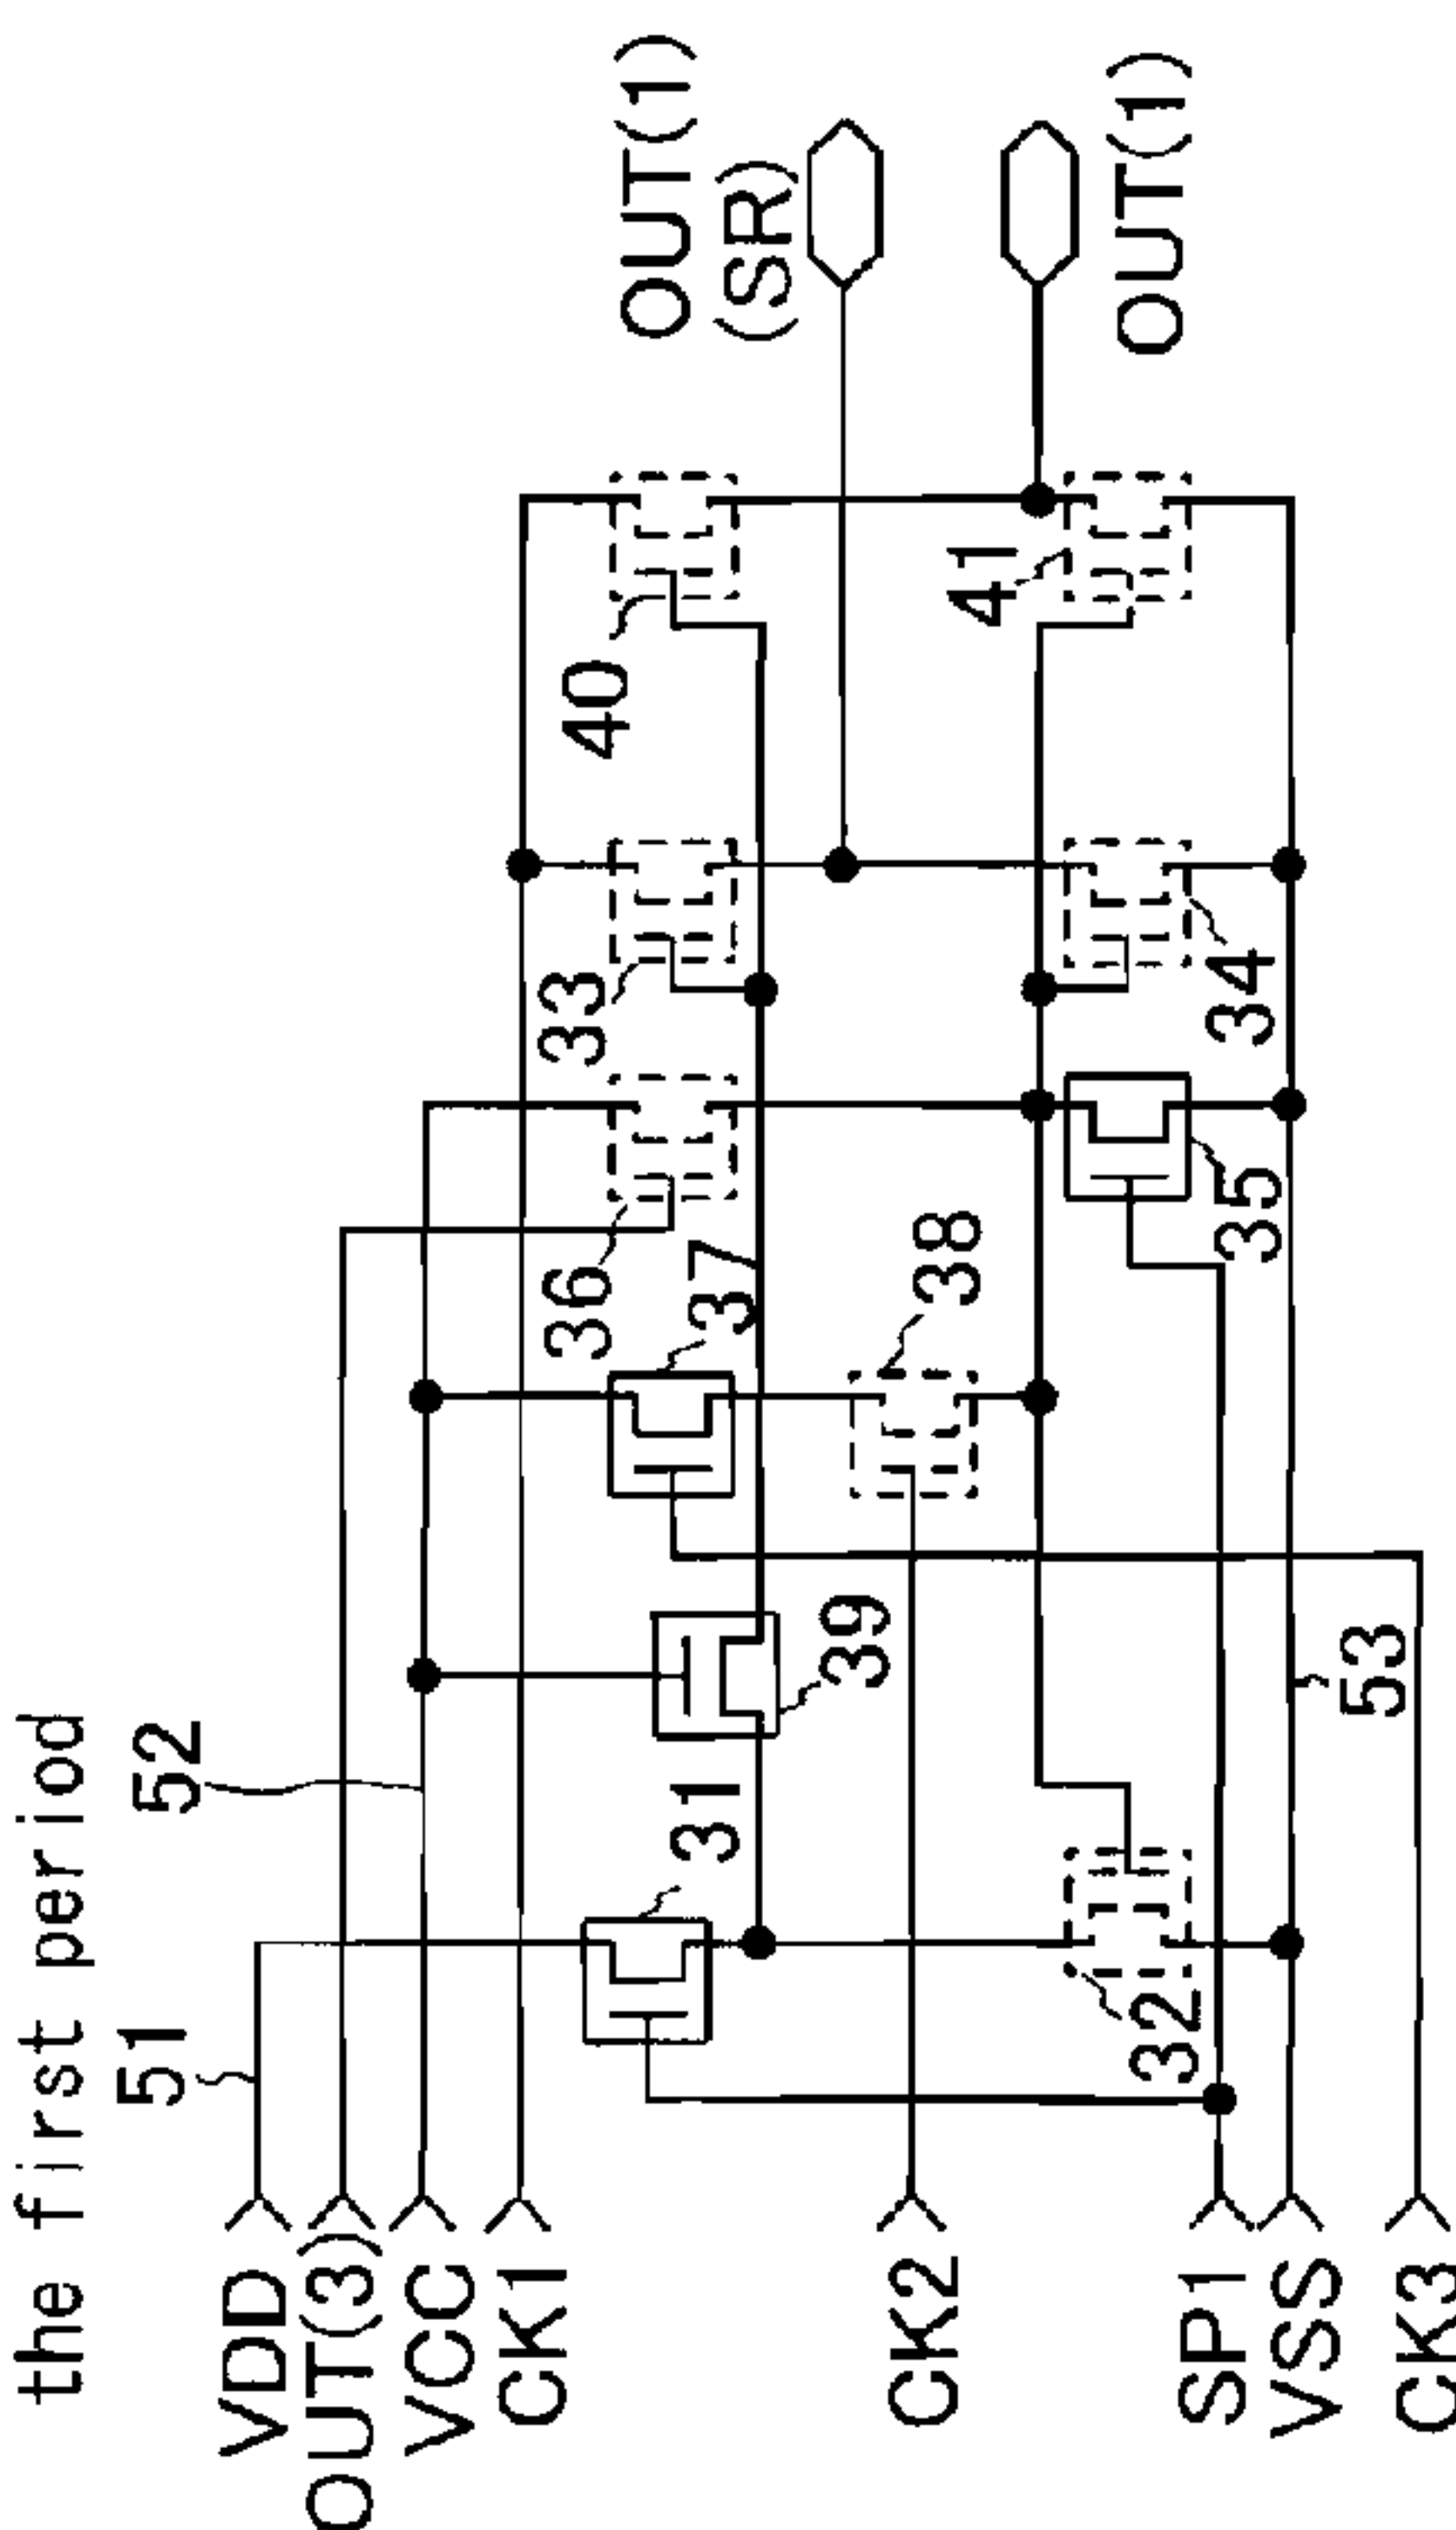 the first period
51
52
VDD
OUT(3)
VCC
CK1
CK2
SP1
VSS
CK3
31
39
37
36
33
40
38
32
35
34
41
53
OUT(1)
(SR)
OUT(1)